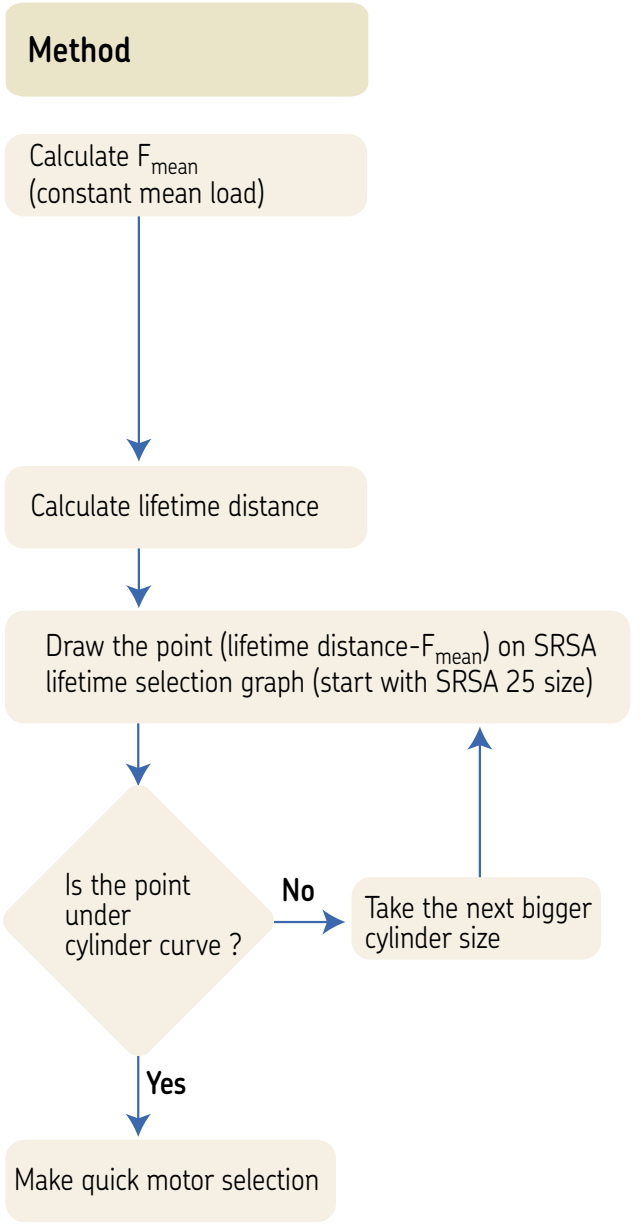 Method
Calculate Fmean
(constant mean load)
Calculate lifetime distance
Draw the point (lifetime distance-Fmean) on SRSA
lifetime selection graph (start with SRSA 25 size)
Is the point
under
cylinder curve ?
No
Take the next bigger
cylinder size
Yes
Make quick motor selection